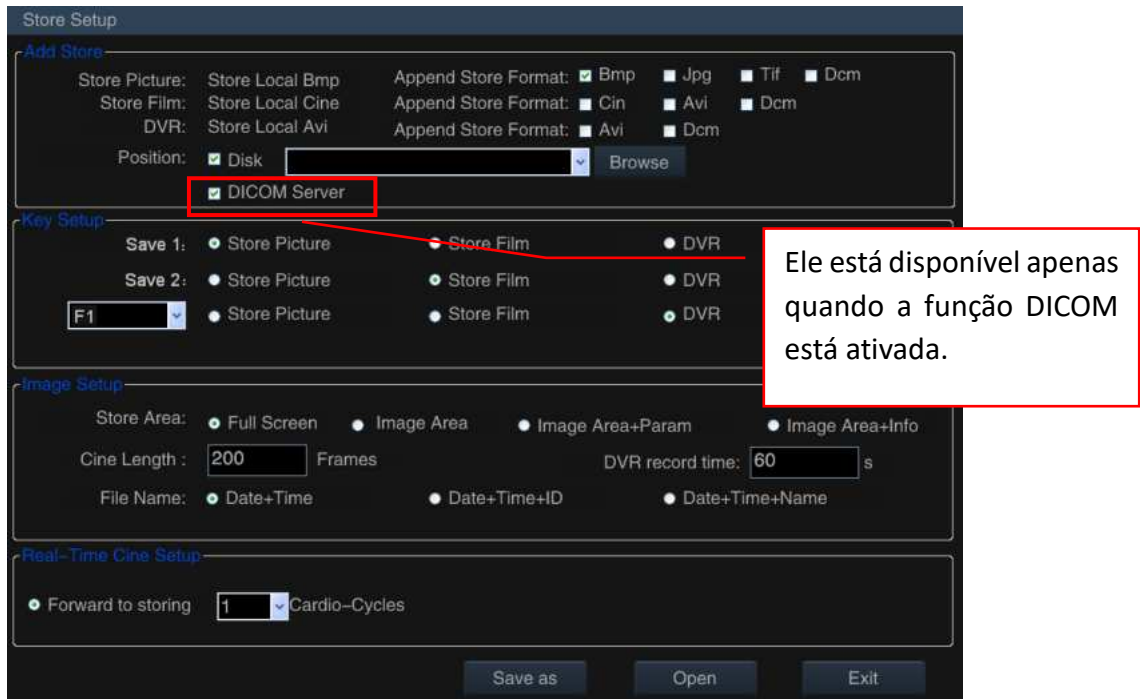 Store Setup
Add Store
Store Picture: Store Local Bmp Append Store Format: Bmp Jpg Tif Dcm
Store Film: Store Local Cine Append Store Format: Cin Avi Dcm
DVR: Store Local Avi Append Store Format: Avi Dcm
Position: Disk Browse
DICOM Server
Key Setup
Save 1: Store Picture Store Film DVR
Save 2: Store Picture Store Film DVR
F1 Store Picture Store Film DVR
Ele está disponível apenas
quando a função DICOM
está ativada.
Image Setup
Store Area: Full Screen Image Area Image Area+Param Image Area+Info
Cine Length : 200 Frames DVR record time: 60 s
File Name: Date+Time Date+Time+ID Date+Time+Name
Real-Time Cine Setup
Forward to storing 1 Cardio-Cycles
Save as Open Exit